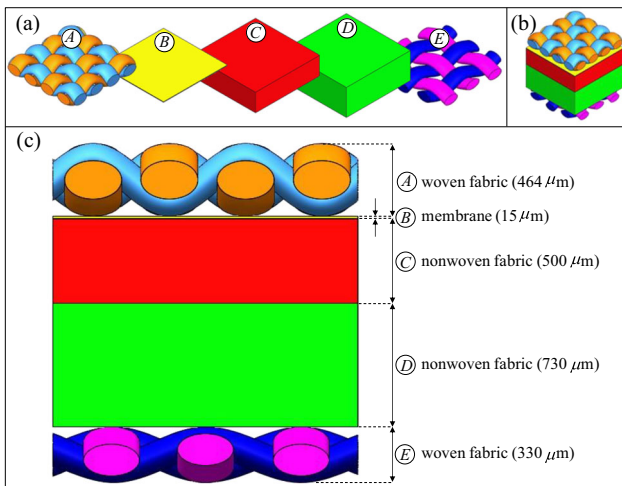 (a)
A
B
C
D
E
(b)
(c)
A woven fabric (464 μm)
B membrane (15 μm)
C nonwoven fabric (500 μm)
D nonwoven fabric (730 μm)
E woven fabric (330 μm)